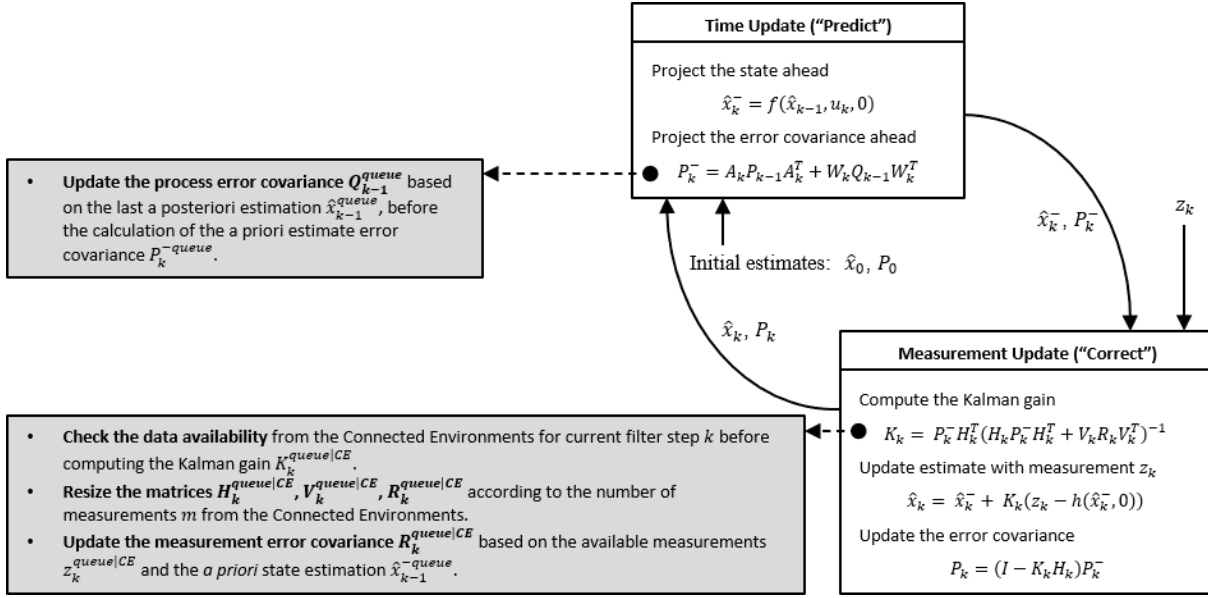 Time Update (“Predict”)
Project the state ahead
x̂ₖ⁻ = f(x̂ₖ₋₁, uₖ, 0)
Project the error covariance ahead
Pₖ⁻ = AₖPₖ₋₁Aₖᵀ + WₖQₖ₋₁Wₖᵀ
• Update the process error covariance Q_{k-1}^{queue} based
on the last a posteriori estimation x̂_{k-1}^{queue}, before
the calculation of the a priori estimate error
covariance P_k^{-queue}.
Initial estimates: x̂₀, P₀
x̂ₖ⁻, Pₖ⁻
zₖ
x̂ₖ, Pₖ
Measurement Update (“Correct”)
Compute the Kalman gain
Kₖ = Pₖ⁻Hₖᵀ(HₖPₖ⁻Hₖᵀ + VₖRₖVₖᵀ)⁻¹
Update estimate with measurement zₖ
x̂ₖ = x̂ₖ⁻ + Kₖ(zₖ − h(x̂ₖ⁻, 0))
Update the error covariance
Pₖ = (I − KₖHₖ)Pₖ⁻
• Check the data availability from the Connected Environments for current filter step k before
computing the Kalman gain K_k^{queue|CE}.
• Resize the matrices H_k^{queue|CE}, V_k^{queue|CE}, R_k^{queue|CE} according to the number of
measurements m from the Connected Environments.
• Update the measurement error covariance R_k^{queue|CE} based on the available measurements
z_k^{queue|CE} and the a priori state estimation x̂_{k-1}^{-queue}.